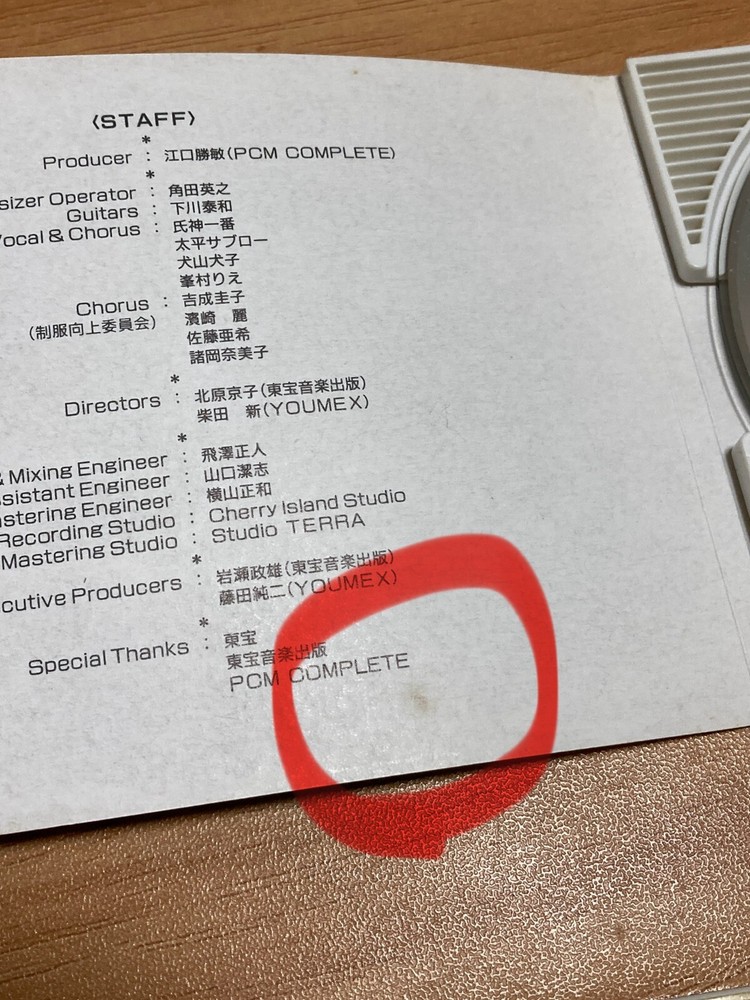 〈STAFF〉
*
Producer : 江口勝敏(PCM COMPLETE)
*
sizer Operator : 角田英之
Guitars : 下川泰和
Vocal & Chorus : 氏神一番
太平サブロー
犬山犬子
峯村りえ
Chorus : 吉成圭子
(制服向上委員会) 濱崎 麗
佐藤亜希
諸岡奈美子
*
Directors : 北原京子(東宝音楽出版)
柴田 新(YOUMEX)
*
& Mixing Engineer : 飛澤正人
ssistant Engineer : 山口潔志
astering Engineer : 横山正和
Recording Studio : Cherry Island Studio
Mastering Studio : Studio TERRA
*
cutive Producers : 岩瀬政雄(東宝音楽出版)
藤田純二(YOUMEX)
*
Special Thanks : 東宝
東宝音楽出版
PCM COMPLETE